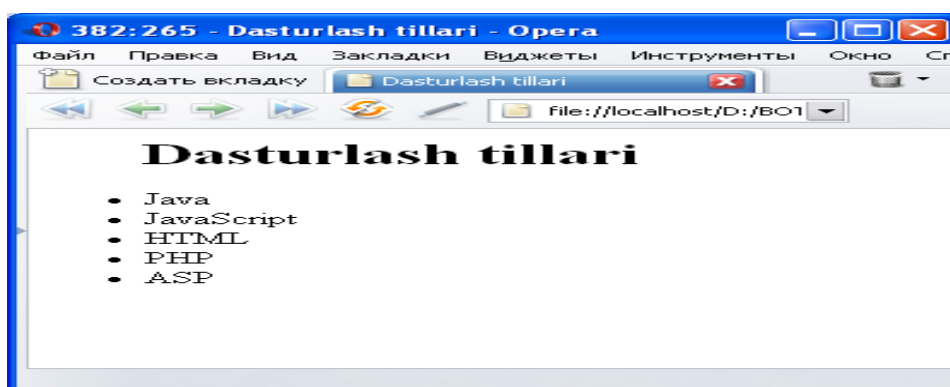 382:265 - Dasturlash tillari - Opera
Файл Правка Вид Закладки Виджеты Инструменты Окно
Создать вкладку Dasturlash tillari
file://localhost/D:/BO
Dasturlash tillari
Java
JavaScript
HTML
PHP
ASP